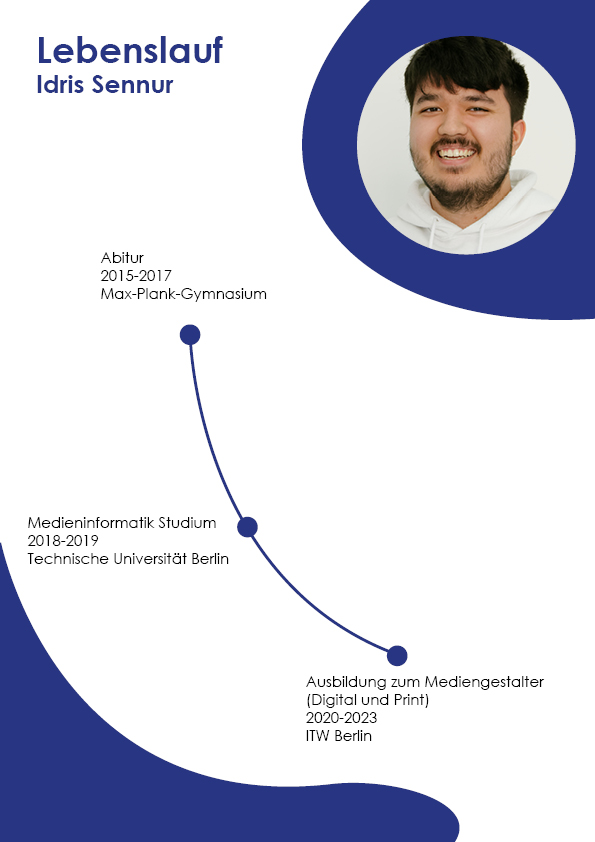 Lebenslauf
Idris Sennur
Abitur
2015-2017
Max-Plank-Gymnasium
Medieninformatik Studium
2018-2019
Technische Universität Berlin
Ausbildung zum Mediengestalter
(Digital und Print)
2020-2023
ITW Berlin